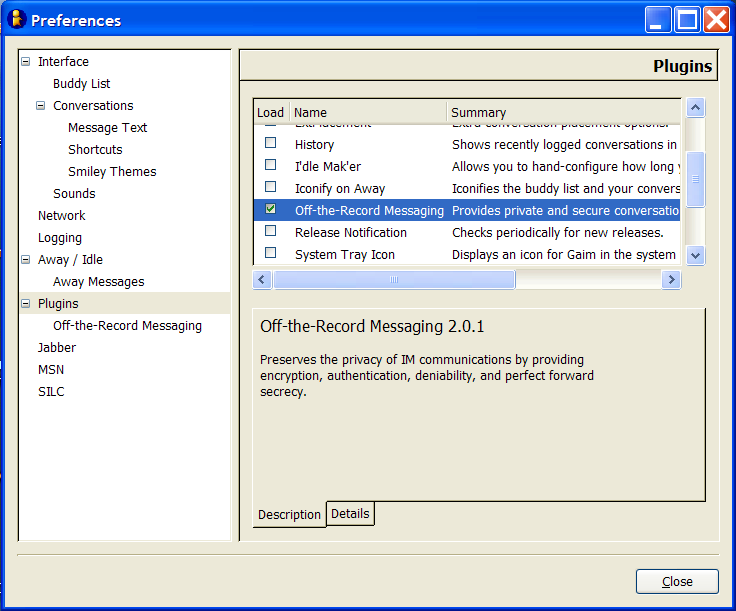 Preferences
Interface
Buddy List
Conversations
Message Text
Shortcuts
Smiley Themes
Sounds
Network
Logging
Away / Idle
Away Messages
Plugins
Off-the-Record Messaging
Jabber
MSN
SILC
Plugins
Load Name Summary
ExtPlacement Extra conversation placement options.
History Shows recently logged conversations in
I'dle Mak'er Allows you to hand-configure how long y
Iconify on Away Iconifies the buddy list and your convers
Off-the-Record Messaging Provides private and secure conversatio
Release Notification Checks periodically for new releases.
System Tray Icon Displays an icon for Gaim in the system
Off-the-Record Messaging 2.0.1
Preserves the privacy of IM communications by providing
encryption, authentication, deniability, and perfect forward
secrecy.
Description Details
Close